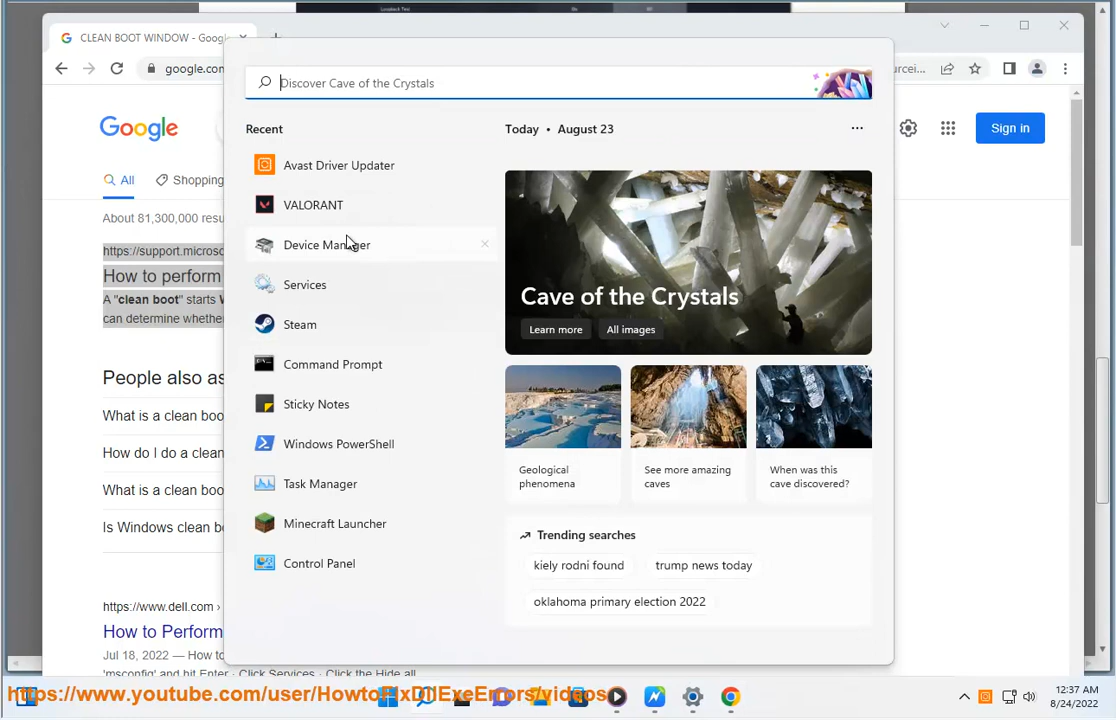 CLEAN BOOT WINDOW - Goog
google.con
urcei...
Discover Cave of the Crystals
Google
Sign in
Recent
Today • August 23
Avast Driver Updater
VALORANT
Device Manager
Services
Steam
Command Prompt
Sticky Notes
Windows PowerShell
Task Manager
Minecraft Launcher
Control Panel
Cave of the Crystals
Learn more
All images
Geological
phenomena
See more amazing
caves
When was this
cave discovered?
Trending searches
kiely rodni found
trump news today
oklahoma primary election 2022
All
Shopping
About 81,300,000 resu
https://support.microso
How to perform
A "clean boot" starts W
can determine whether
People also as
What is a clean boo
How do I do a clean
What is a clean boo
Is Windows clean b
https://www.dell.com ›
How to Perform
Jul 18, 2022 — How to
'msconfig' and hit Enter · Click Services · Click the Hide all
https://www.youtube.com/user/HowtoFixDllExeErrors/videos
12:37 AM
8/24/2022